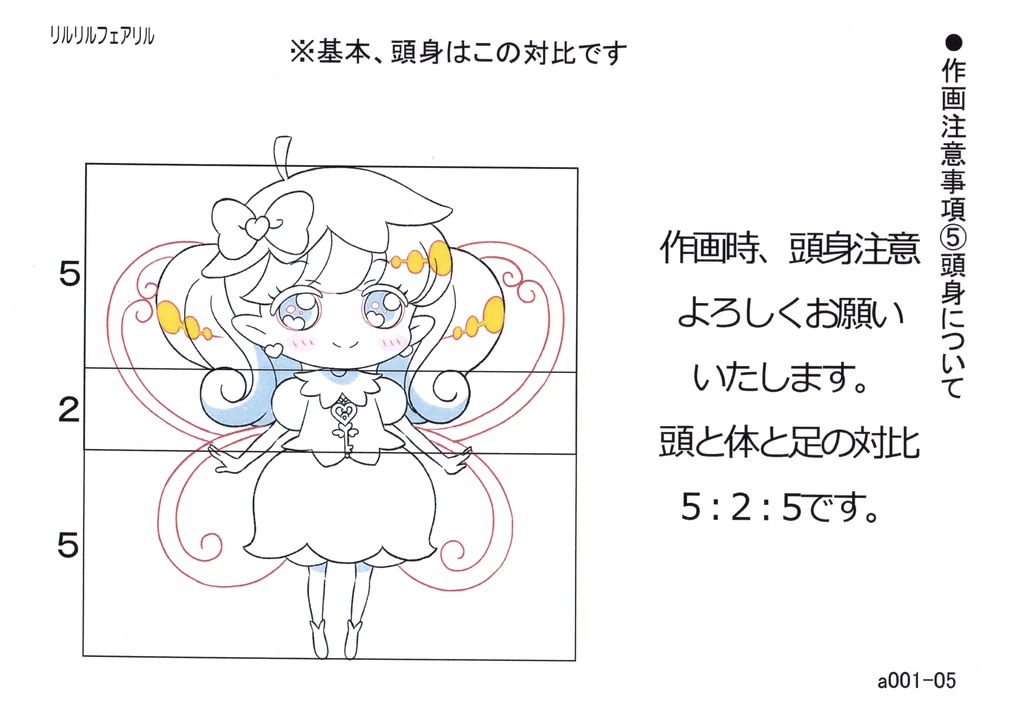 リルリルフェアリル
※基本、頭身はこの対比です
●作画注意事項⑤頭身について
5
2
5
作画時、頭身注意
よろしくお願い
いたします。
頭と体と足の対比
5:2:5です。
a001-05